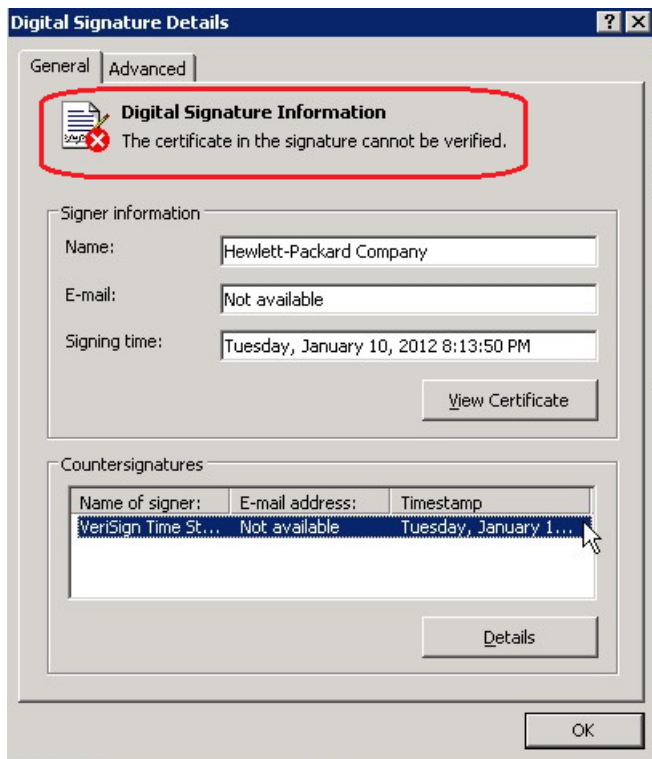 Digital Signature Details
General Advanced
Digital Signature Information
The certificate in the signature cannot be verified.
Signer information
Name: Hewlett-Packard Company
E-mail: Not available
Signing time: Tuesday, January 10, 2012 8:13:50 PM
View Certificate
Countersignatures
Name of signer: E-mail address: Timestamp
VeriSign Time St... Not available Tuesday, January 1...
Details
OK